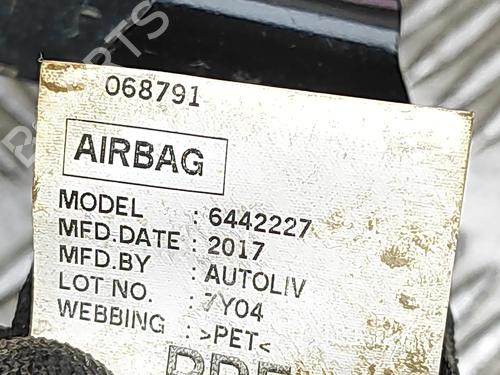 068791
AIRBAG
MODEL : 6442227
MFD.DATE : 2017
MFD.BY : AUTOLIV
LOT NO. : 7Y04
WEBBING : >PET<